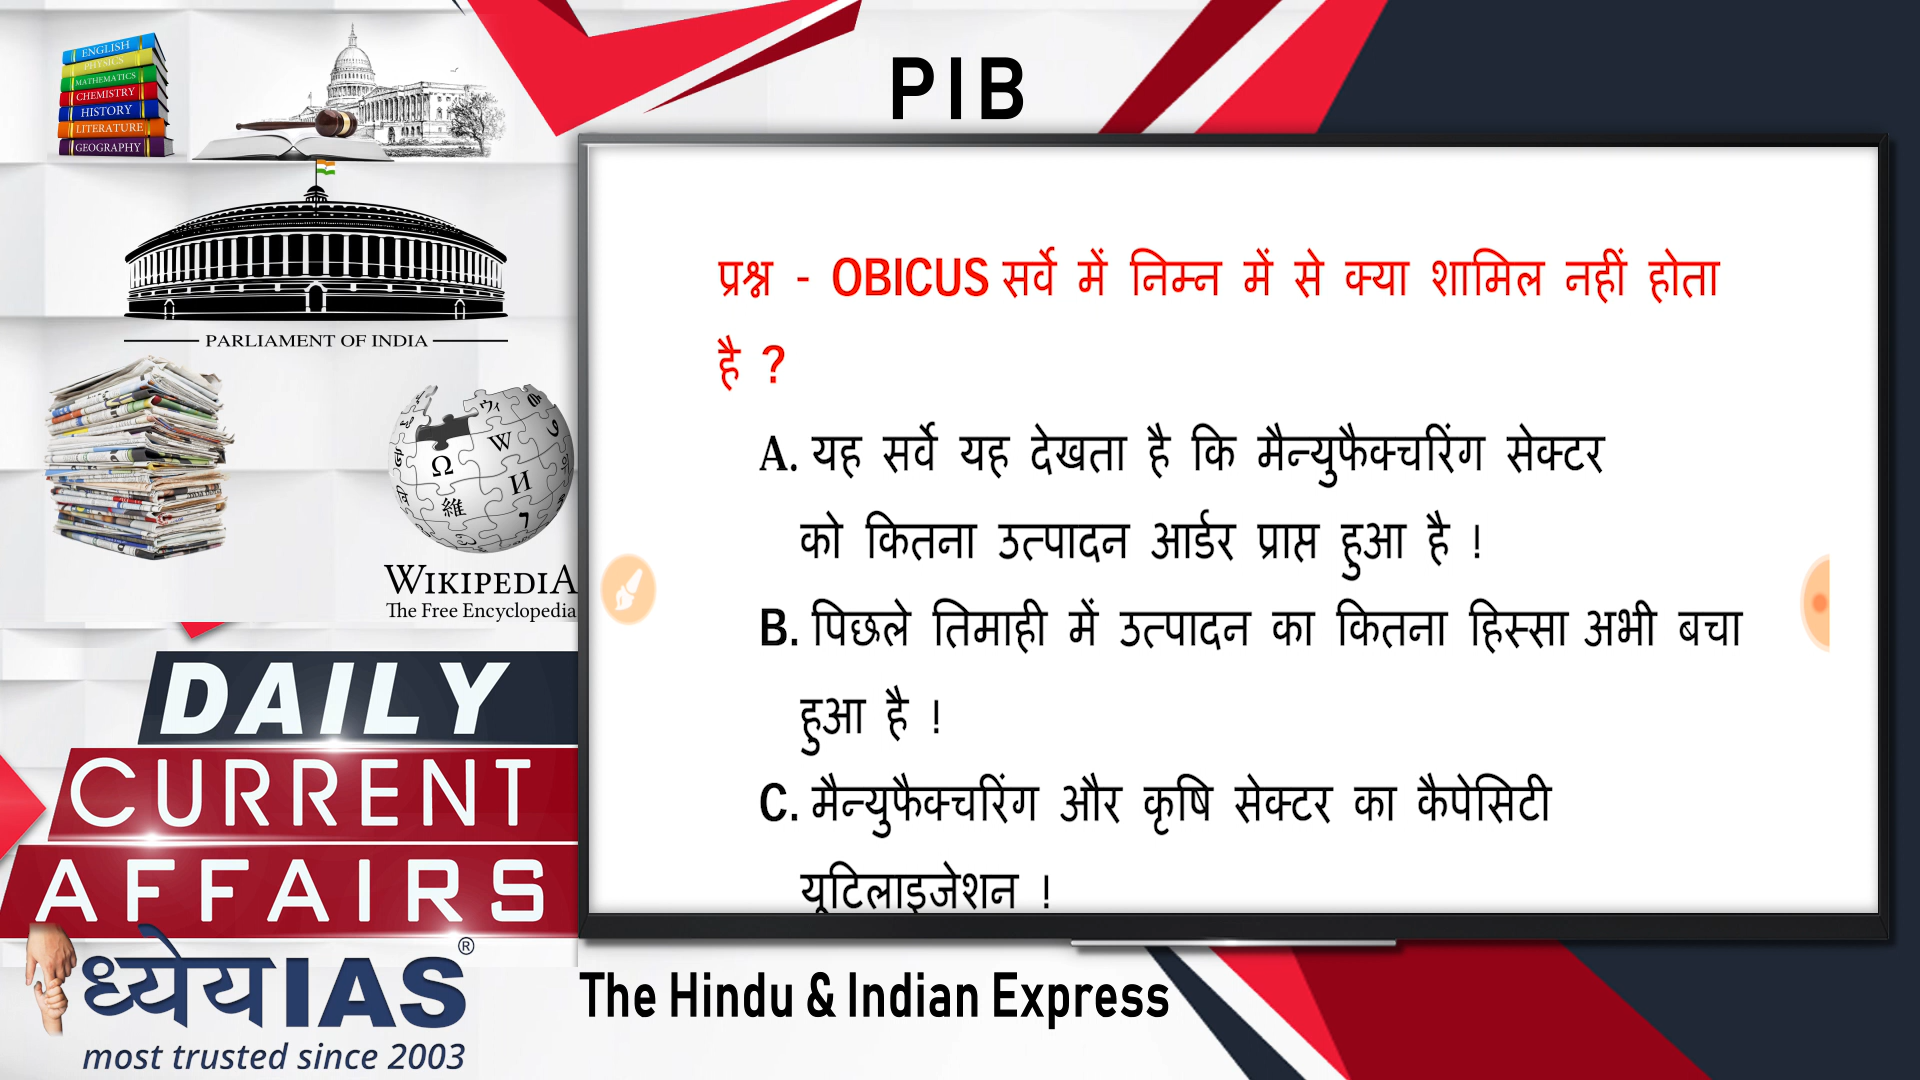 PIB
ENGLISH
PHYSICS
MATHEMATICS
CHEMISTRY
HISTORY
LITERATURE
GEOGRAPHY
PARLIAMENT OF INDIA
Ω
W
И
維
WIKIPEDIA
The Free Encyclopedia
DAILY
CURRENT
AFFAIRS
ध्येयIAS®
most trusted since 2003
प्रश्न - OBICUS सर्वे में निम्न में से क्या शामिल नहीं होता
है ?
A. यह सर्वे यह देखता है कि मैन्युफैक्चरिंग सेक्टर
को कितना उत्पादन आर्डर प्राप्त हुआ है !
B. पिछले तिमाही में उत्पादन का कितना हिस्सा अभी बचा
हुआ है !
C. मैन्युफैक्चरिंग और कृषि सेक्टर का कैपेसिटी
यूटिलाइजेशन !
The Hindu & Indian Express